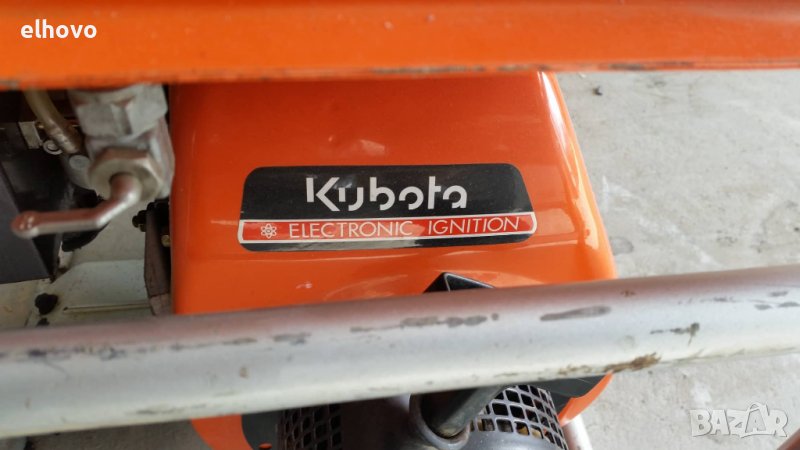 elhovo
Kubota
ELECTRONIC IGNITION
BAZAR